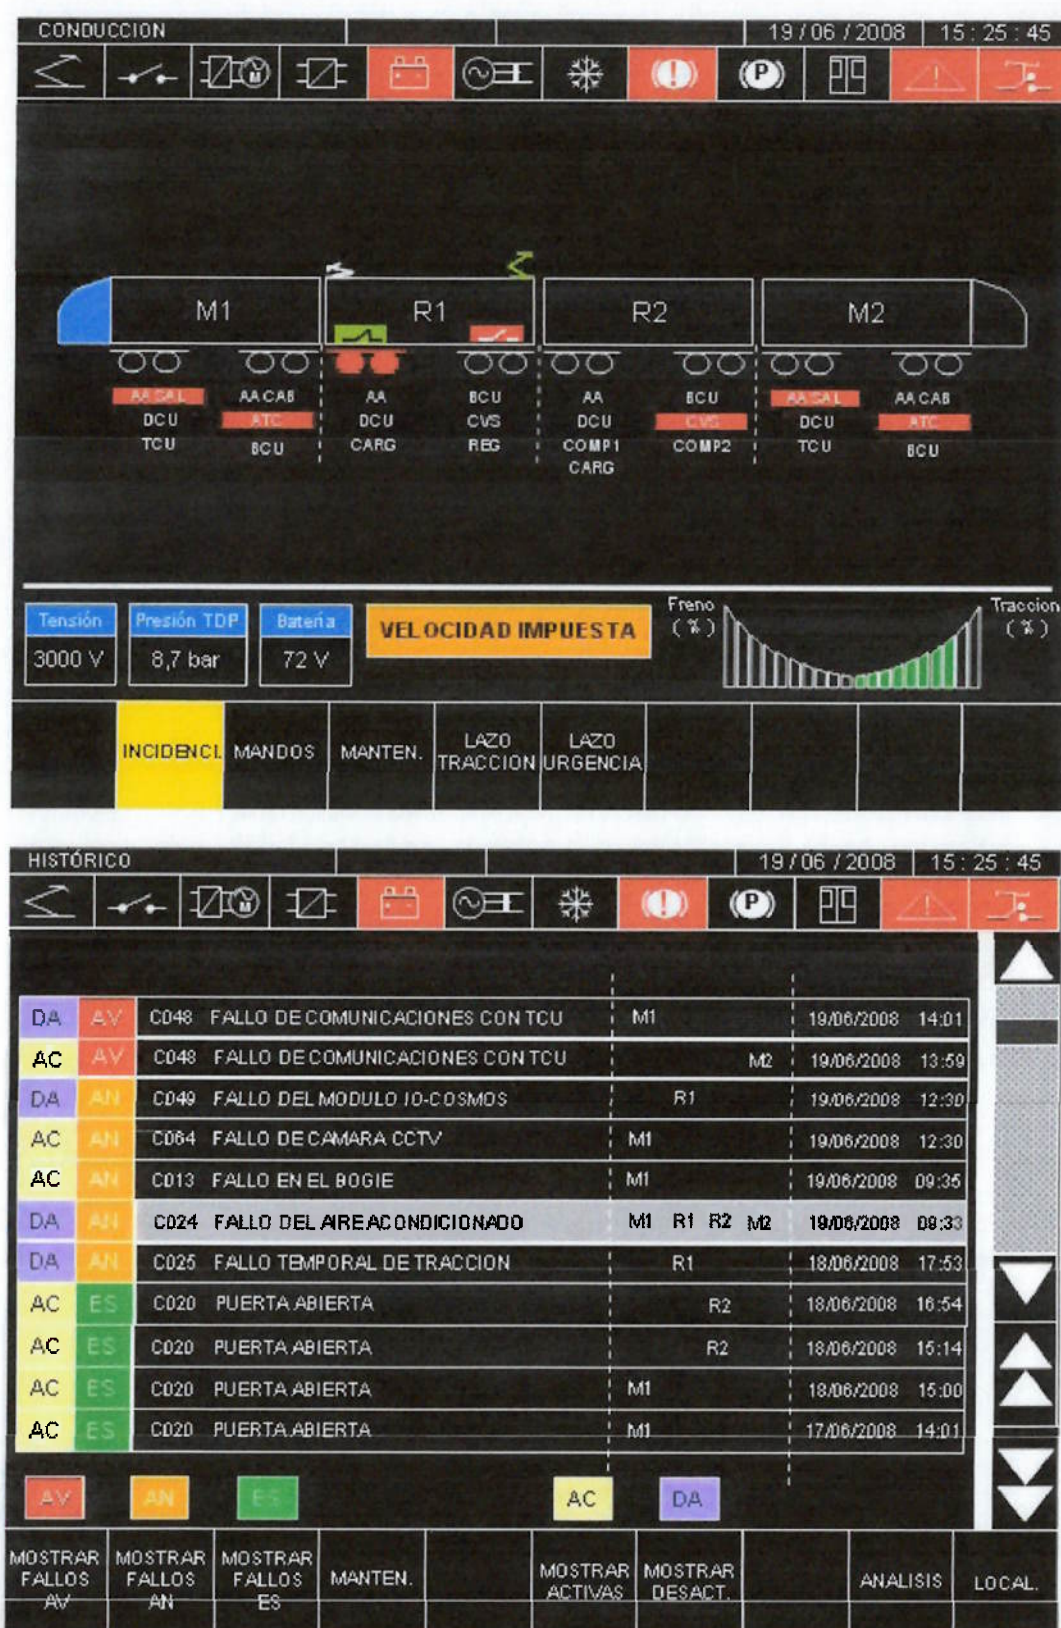 CONDUCCION 19/06/2008 15:25:45
M
P
M1 R1 R2 M2
AA SAL AA CAB AA BCU AA BCU AA SAL AA CAB
DCU ATC DCU CVS DCU CVS DCU ATC
TCU BCU CARG REG COMP1 COMP2 TCU BCU
CARG
Tensión Presión TDP Batería VELOCIDAD IMPUESTA Freno (%) Traccion (%)
3000 V 8,7 bar 72 V
INCIDENCI. MANDOS MANTEN. LAZO TRACCION LAZO URGENCIA
HISTÓRICO 19/06/2008 15:25:45
M
P
DA AV C048 FALLO DE COMUNICACIONES CON TCU M1 19/06/2008 14:01
AC AV C048 FALLO DE COMUNICACIONES CON TCU M2 19/06/2008 13:59
DA AN C049 FALLO DEL MODULO IO-COSMOS R1 19/06/2008 12:30
AC AN C064 FALLO DE CAMARA CCTV M1 19/06/2008 12:30
AC AN C013 FALLO EN EL BOGIE M1 19/06/2008 09:35
DA AN C024 FALLO DEL AIRE ACONDICIONADO M1 R1 R2 M2 19/06/2008 09:33
DA AN C025 FALLO TEMPORAL DE TRACCION R1 18/06/2008 17:53
AC ES C020 PUERTA ABIERTA R2 18/06/2008 16:54
AC ES C020 PUERTA ABIERTA R2 18/06/2008 15:14
AC ES C020 PUERTA ABIERTA M1 18/06/2008 15:00
AC ES C020 PUERTA ABIERTA M1 17/06/2008 14:01
AV AN ES AC DA
MOSTRAR FALLOS AV MOSTRAR FALLOS AN MOSTRAR FALLOS ES MANTEN. MOSTRAR ACTIVAS MOSTRAR DESACT. ANALISIS LOCAL.